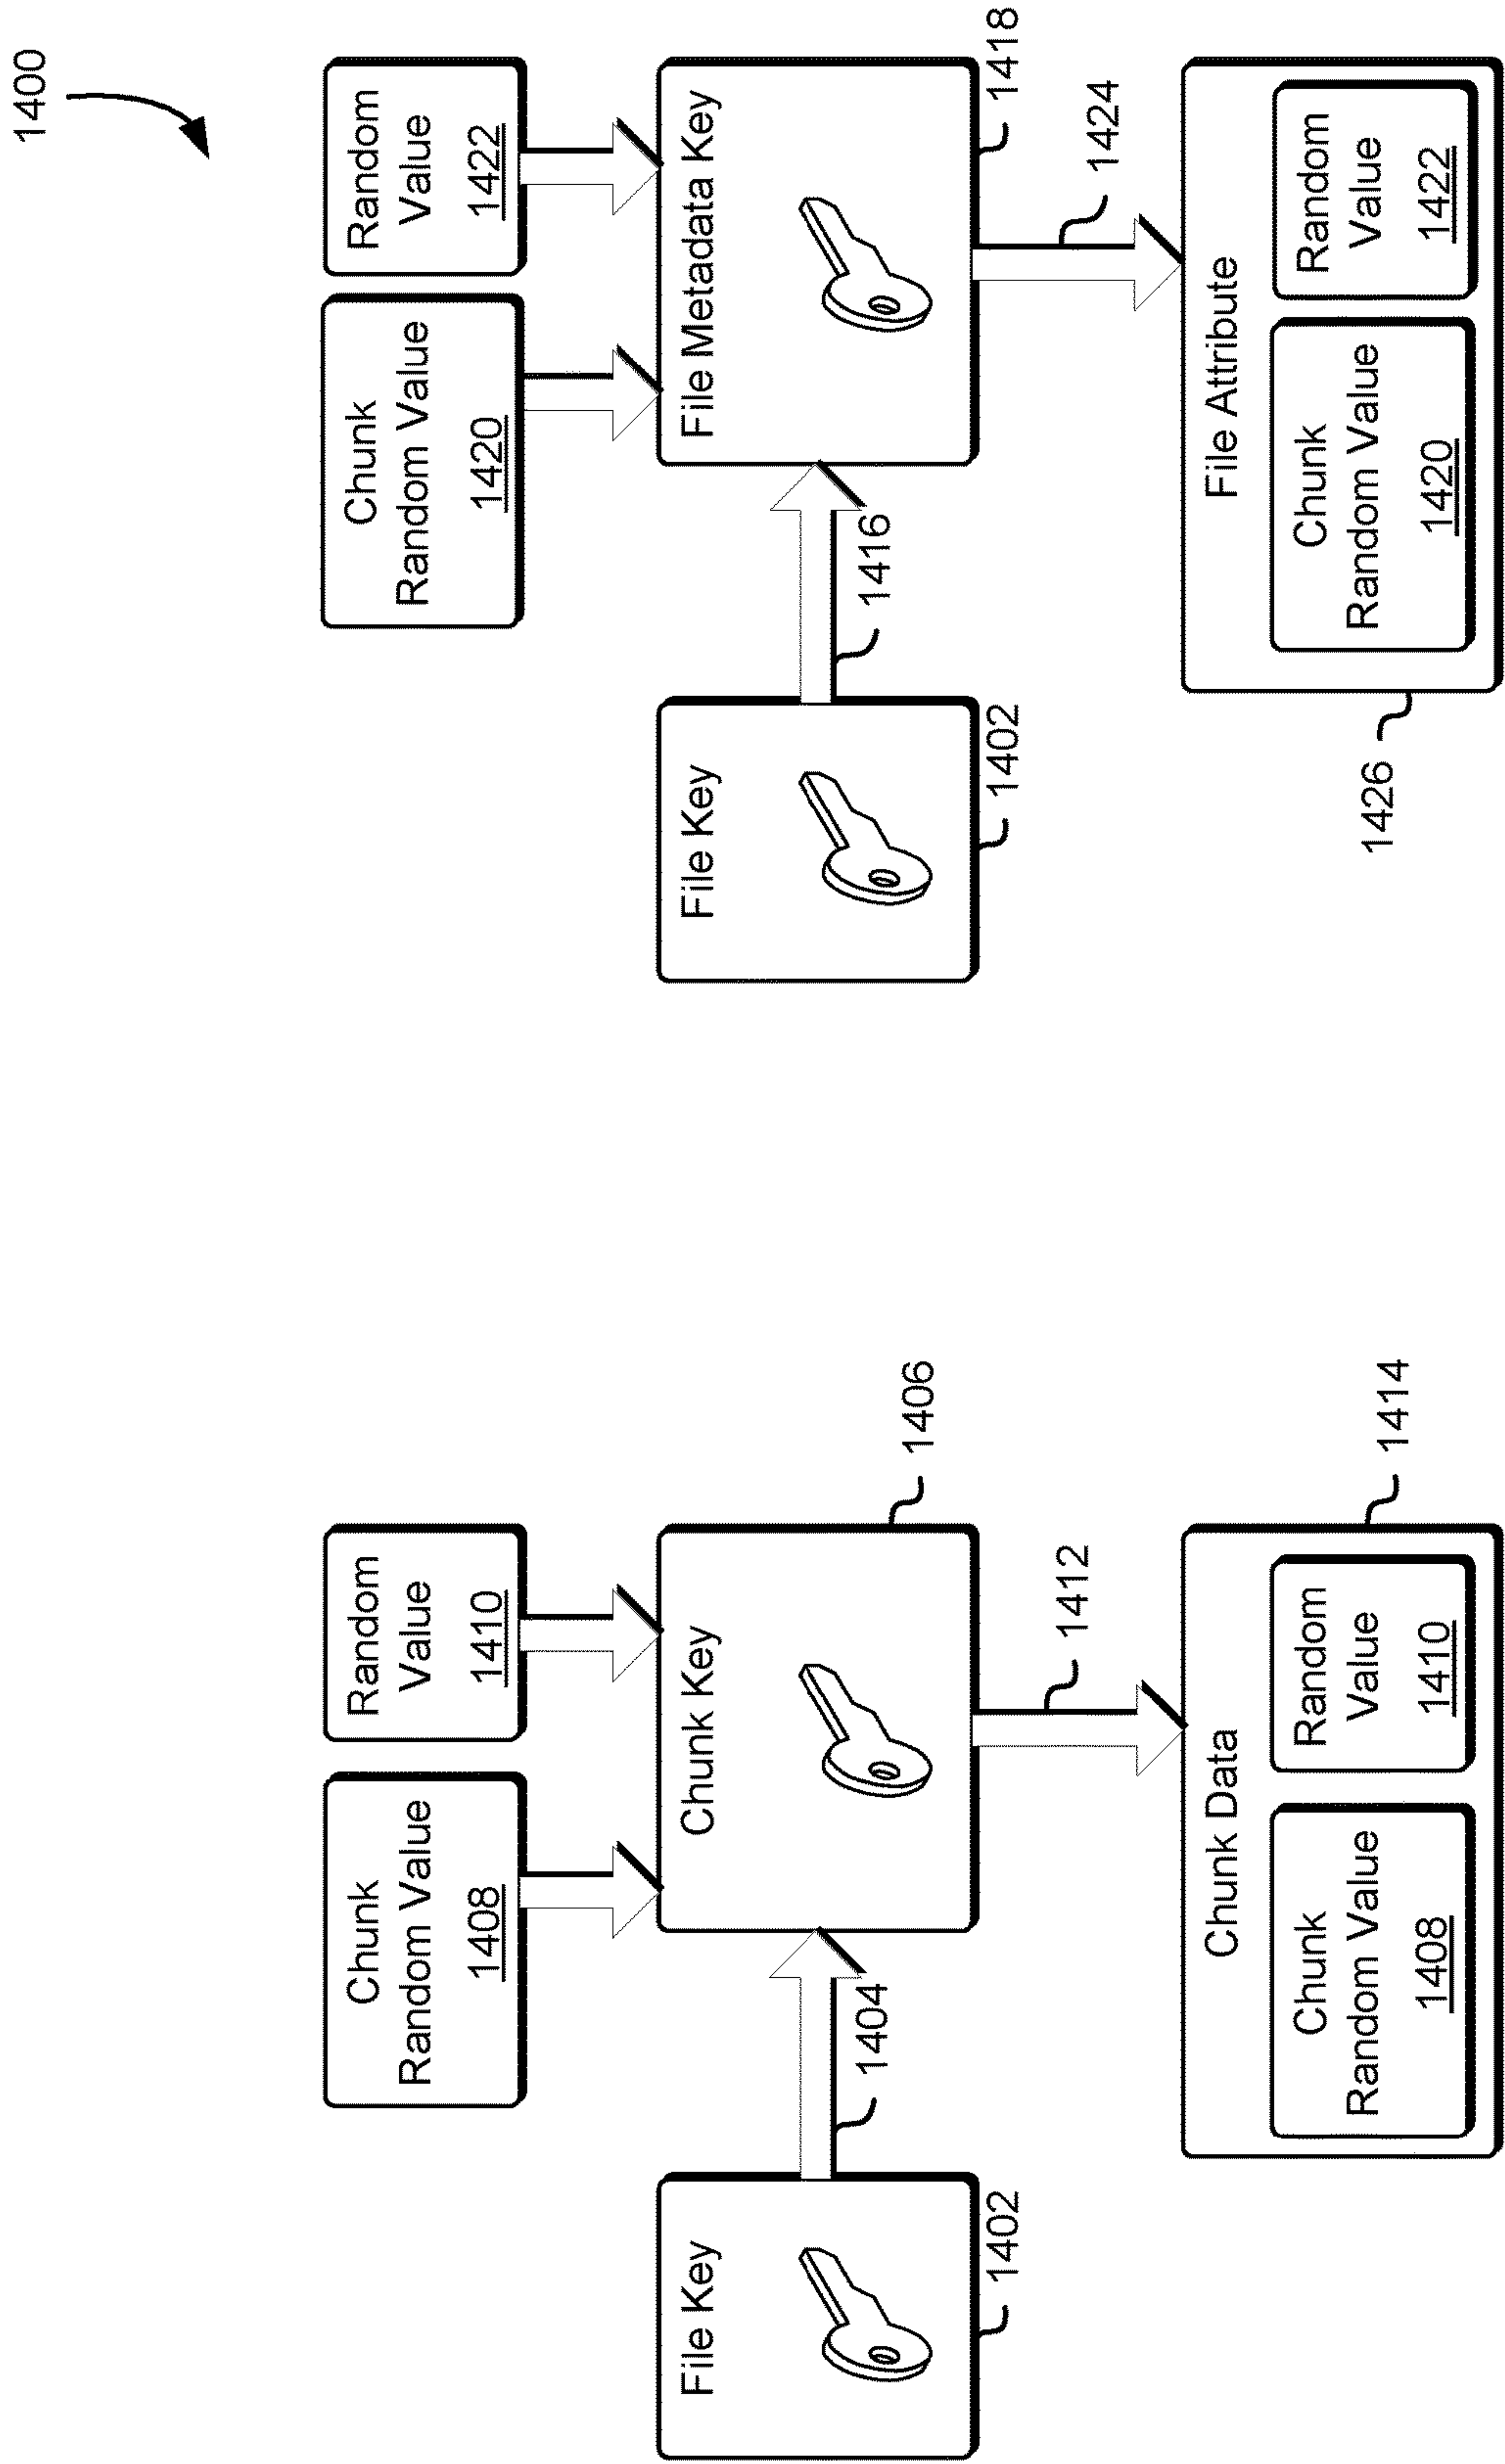 1400
Chunk
Random Value
1408
Random
Value
1410
File Key
1402
1404
Chunk Key
1406
1412
Chunk Data
1414
Chunk
Random Value
1408
Random
Value
1410
Chunk
Random Value
1420
Random
Value
1422
File Key
1402
1416
File Metadata Key
1418
1424
File Attribute
1426
Chunk
Random Value
1420
Random
Value
1422